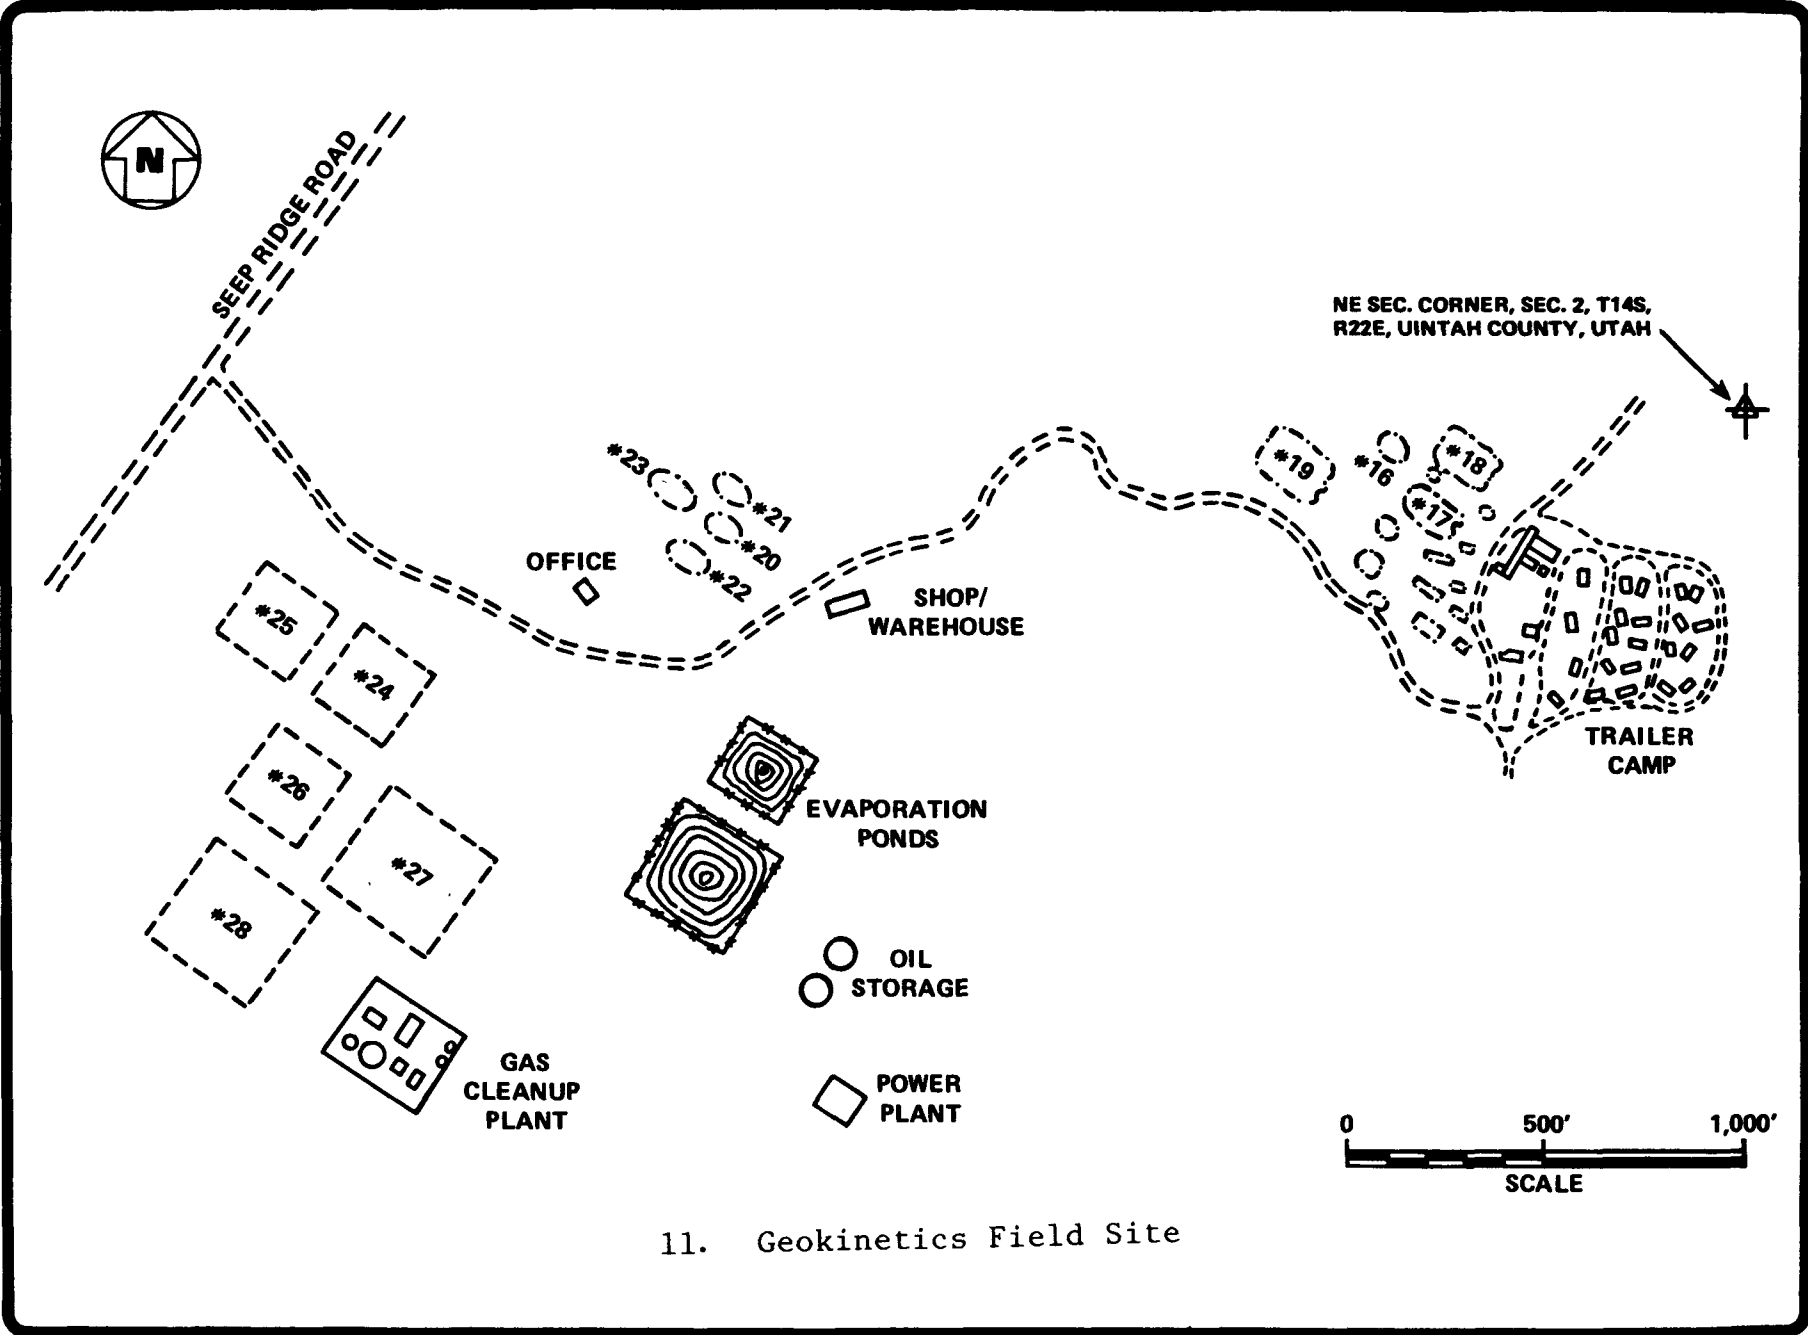 N
SEEP RIDGE ROAD
NE SEC. CORNER, SEC. 2, T14S,
R22E, UINTAH COUNTY, UTAH
*23
*21
*20
*22
*19
*16
*18
*17
OFFICE
SHOP/
WAREHOUSE
*25
*24
*26
*27
*28
TRAILER
CAMP
EVAPORATION
PONDS
OIL
STORAGE
GAS
CLEANUP
PLANT
POWER
PLANT
0 500' 1,000'
SCALE
11. Geokinetics Field Site